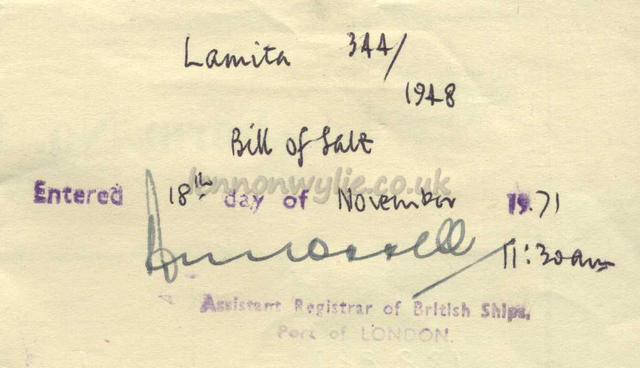 Lamita 344/
1948
Bill of Sale
lennonwylie.co.uk
Entered 18th day of November 1971
11:30am
Assistant Registrar of British Ships,
Port of LONDON.